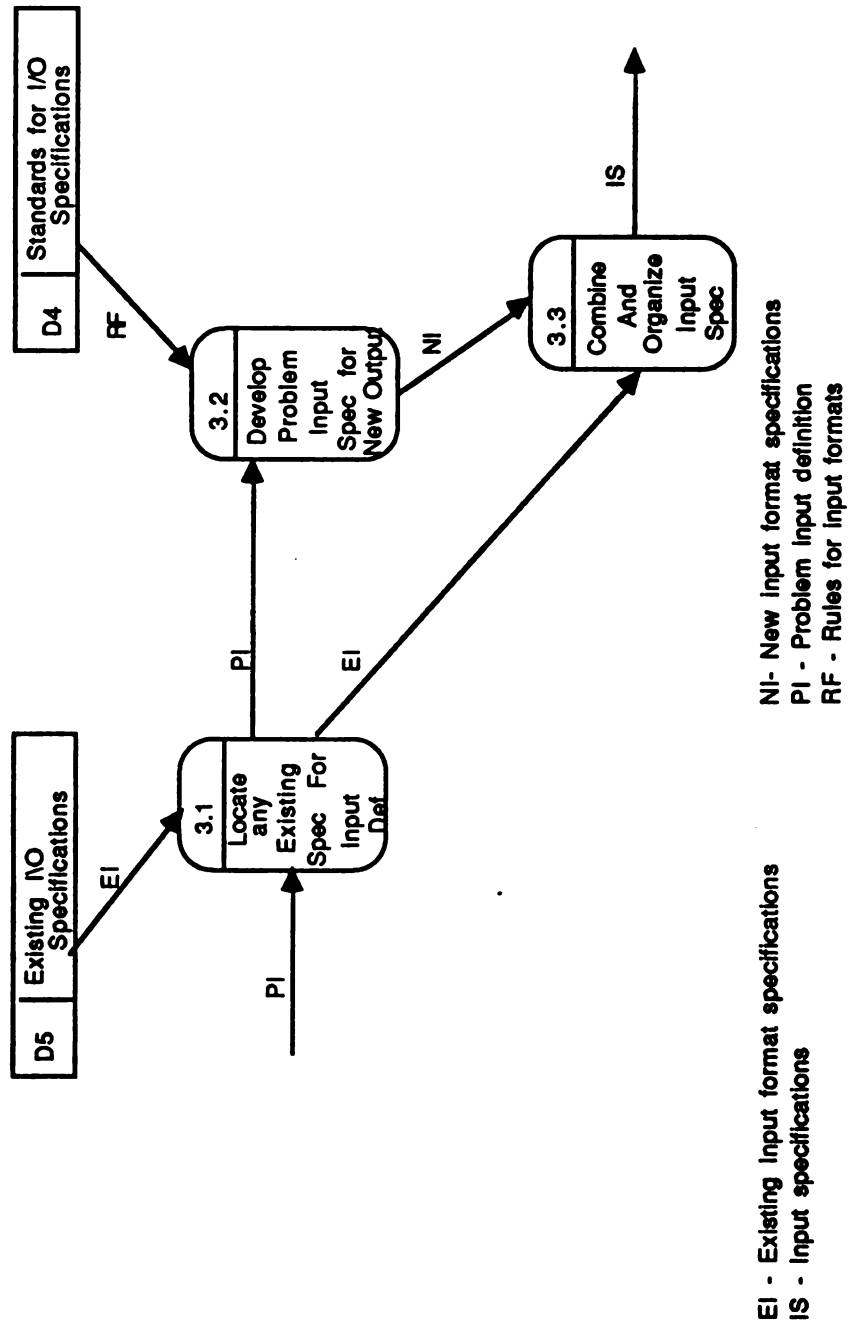 D5
Existing I\O
Specifications
D4
Standards for I/O
Specifications
EI
RF
PI
3.1
Locate
any
Existing
Spec For
Input
Def
PI
3.2
Develop
Problem
Input
Spec for
New Output
EI
NI
3.3
Combine
And
Organize
Input
Spec
IS
EI - Existing Input format specifications
IS - Input specifications
NI- New input format specifications
PI - Problem input definition
RF - Rules for input formats